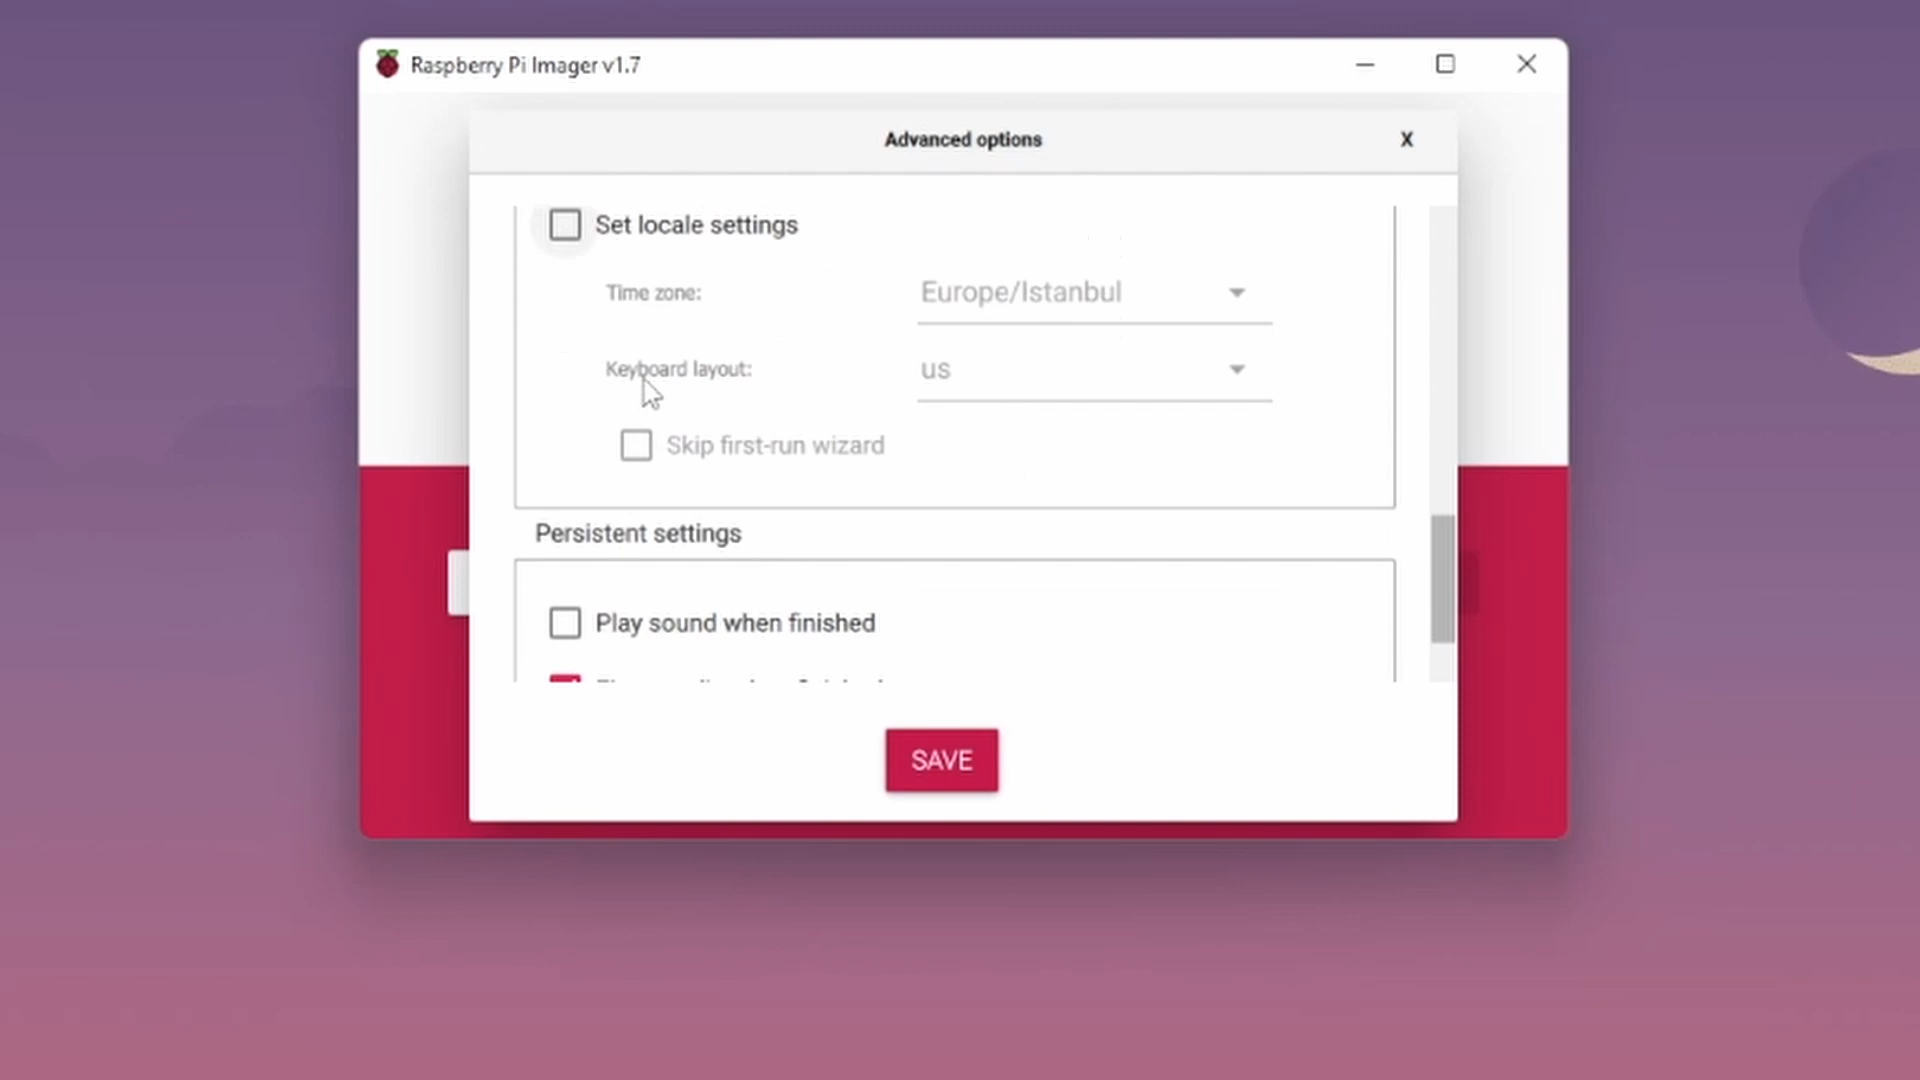 Raspberry Pi Imager v1.7
Advanced options
X
Set locale settings
Time zone:
Europe/Istanbul
Keyboard layout:
us
Skip first-run wizard
Persistent settings
Play sound when finished
SAVE